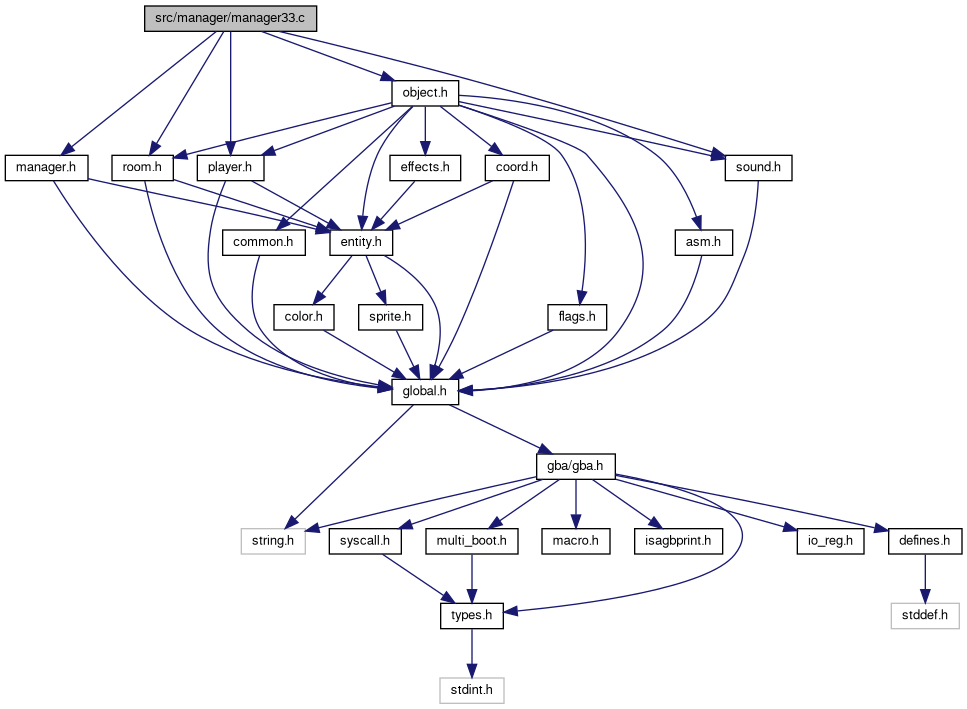 src/manager/manager33.c
object.h
manager.h
room.h
player.h
effects.h
coord.h
sound.h
common.h
entity.h
asm.h
color.h
sprite.h
flags.h
global.h
gba/gba.h
string.h
syscall.h
multi_boot.h
macro.h
isagbprint.h
io_reg.h
defines.h
types.h
stddef.h
stdint.h